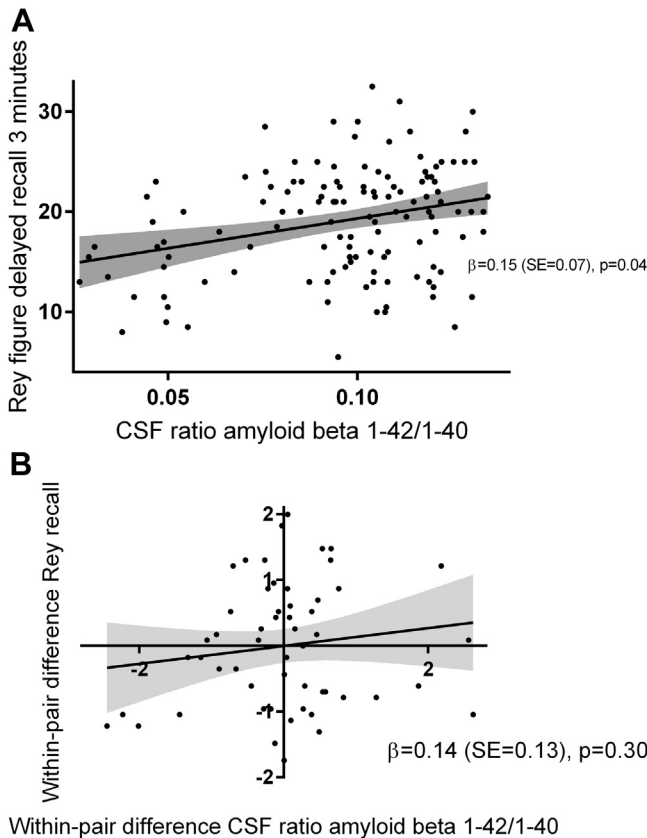 A
Rey figure delayed recall 3 minutes
30
20
10
β=0.15 (SE=0.07), p=0.04
0.05
0.10
CSF ratio amyloid beta 1-42/1-40
B
Within-pair difference Rey recall
2
1
-2
2
-1
-2
β=0.14 (SE=0.13), p=0.30
Within-pair difference CSF ratio amyloid beta 1-42/1-40